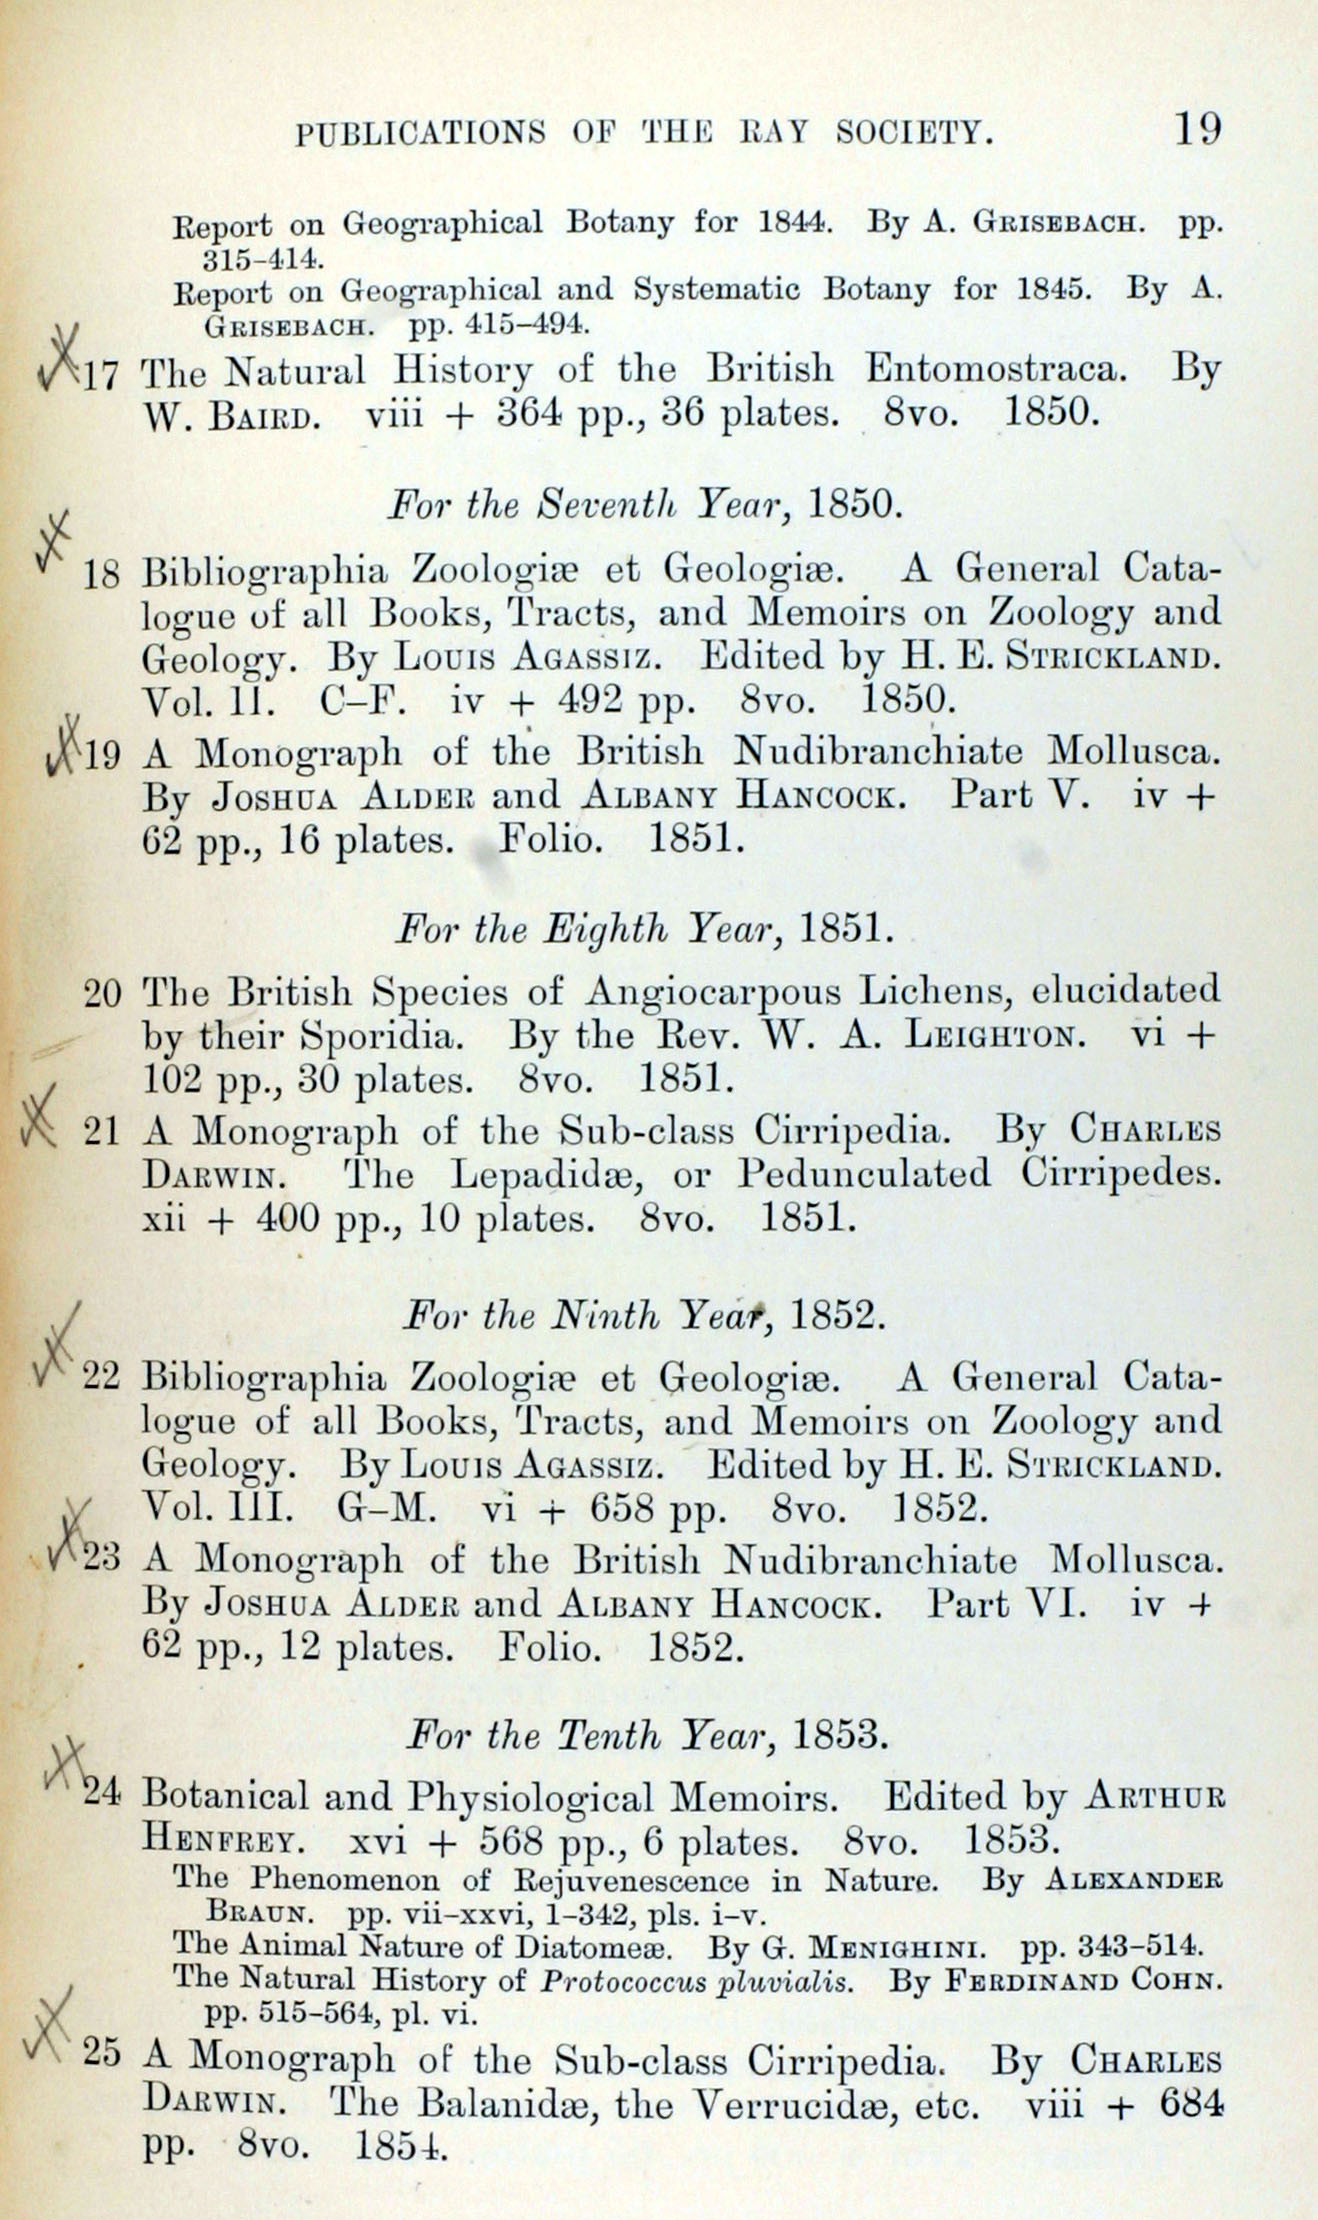 PUBLICATIONS OF THE RAY SOCIETY. 19
Report on Geographical Botany for 1844. By A. GRISEBACH. pp.
315–414.
Report on Geographical and Systematic Botany for 1845. By A.
GRISEBACH. pp. 415–494.
17 The Natural History of the British Entomostraca. By
W. BAIRD. viii + 364 pp., 36 plates. 8vo. 1850.
For the Seventh Year, 1850.
18 Bibliographia Zoologiæ et Geologiæ. A General Cata-
logue of all Books, Tracts, and Memoirs on Zoology and
Geology. By LOUIS AGASSIZ. Edited by H. E. STRICKLAND.
Vol. II. C–F. iv + 492 pp. 8vo. 1850.
19 A Monograph of the British Nudibranchiate Mollusca.
By JOSHUA ALDER and ALBANY HANCOCK. Part V. iv +
62 pp., 16 plates. Folio. 1851.
For the Eighth Year, 1851.
20 The British Species of Angiocarpous Lichens, elucidated
by their Sporidia. By the Rev. W. A. LEIGHTON. vi +
102 pp., 30 plates. 8vo. 1851.
21 A Monograph of the Sub-class Cirripedia. By CHARLES
DARWIN. The Lepadidæ, or Pedunculated Cirripedes.
xii + 400 pp., 10 plates. 8vo. 1851.
For the Ninth Year, 1852.
22 Bibliographia Zoologiæ et Geologiæ. A General Cata-
logue of all Books, Tracts, and Memoirs on Zoology and
Geology. By LOUIS AGASSIZ. Edited by H. E. STRICKLAND.
Vol. III. G–M. vi + 658 pp. 8vo. 1852.
23 A Monograph of the British Nudibranchiate Mollusca.
By JOSHUA ALDER and ALBANY HANCOCK. Part VI. iv +
62 pp., 12 plates. Folio. 1852.
For the Tenth Year, 1853.
24 Botanical and Physiological Memoirs. Edited by ARTHUR
HENFREY. xvi + 568 pp., 6 plates. 8vo. 1853.
The Phenomenon of Rejuvenescence in Nature. By ALEXANDER
BRAUN. pp. vii–xxvi, 1–342, pls. i–v.
The Animal Nature of Diatomeæ. By G. MENIGHINI. pp. 343–514.
The Natural History of Protococcus pluvialis. By FERDINAND COHN.
pp. 515–564, pl. vi.
25 A Monograph of the Sub-class Cirripedia. By CHARLES
DARWIN. The Balanidæ, the Verrucidæ, etc. viii + 684
pp. 8vo. 1854.